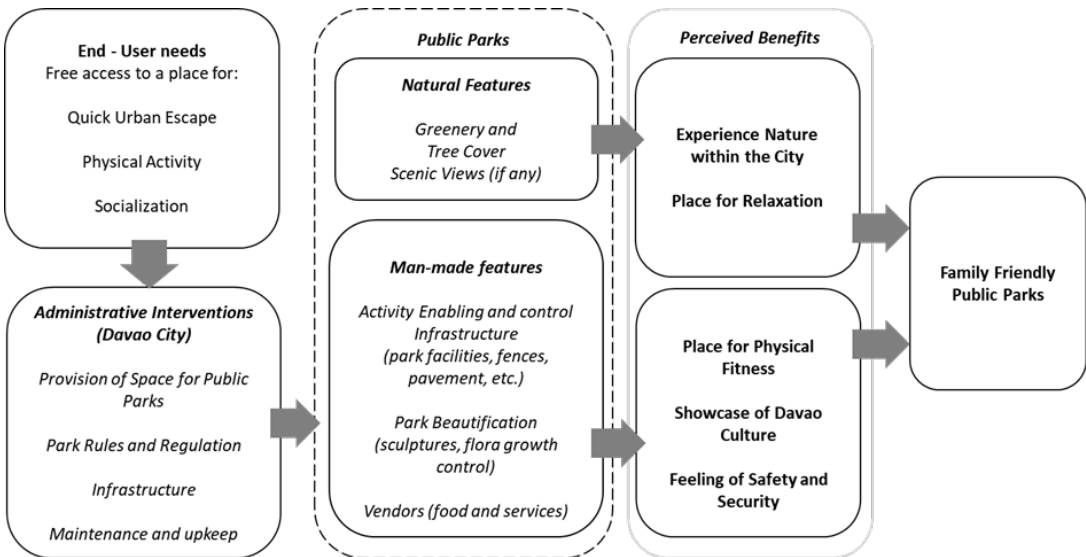 End - User needs
Free access to a place for:
Quick Urban Escape
Physical Activity
Socialization
Administrative Interventions
(Davao City)
Provision of Space for Public
Parks
Park Rules and Regulation
Infrastructure
Maintenance and upkeep
Public Parks
Natural Features
Greenery and
Tree Cover
Scenic Views (if any)
Man-made features
Activity Enabling and control
Infrastructure
(park facilities, fences,
pavement, etc.)
Park Beautification
(sculptures, flora growth
control)
Vendors (food and services)
Perceived Benefits
Experience Nature
within the City
Place for Relaxation
Place for Physical
Fitness
Showcase of Davao
Culture
Feeling of Safety and
Security
Family Friendly
Public Parks